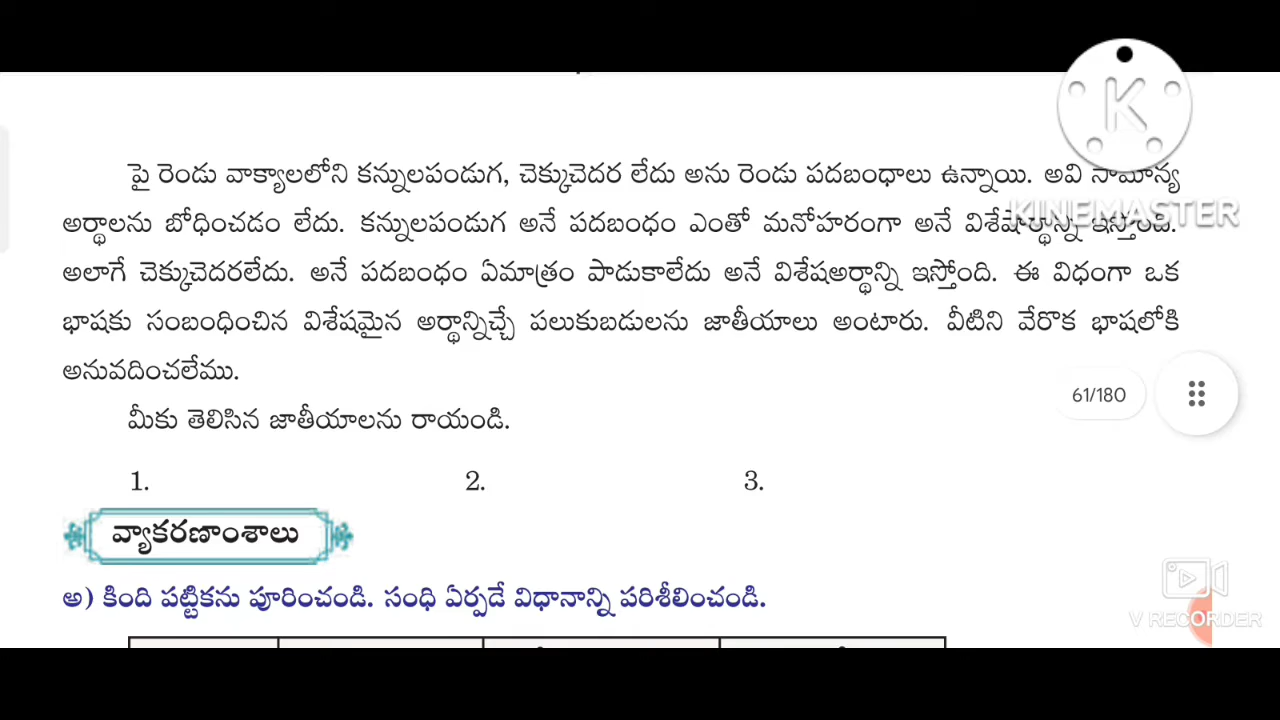 పై రెండు వాక్యాలలోని కన్నులపండుగ, చెక్కుచెదర లేదు అను రెండు పదబంధాలు ఉన్నాయి. అవి సామాన్య
అర్థాలను బోధించడం లేదు. కన్నులపండుగ అనే పదబంధం ఎంతో మనోహరంగా అనే విశేషార్థాన్ని ఇస్తోంది.
అలాగే చెక్కుచెదరలేదు. అనే పదబంధం ఏమాత్రం పాడుకాలేదు అనే విశేషఅర్థాన్ని ఇస్తోంది. ఈ విధంగా ఒక
భాషకు సంబంధించిన విశేషమైన అర్థాన్నిచ్చే పలుకుబడులను జాతీయాలు అంటారు. వీటిని వేరొక భాషలోకి
అనువదించలేము.
మీకు తెలిసిన జాతీయాలను రాయండి.
1. 2. 3.
వ్యాకరణాంశాలు
అ) కింది పట్టికను పూరించండి. సంధి ఏర్పడే విధానాన్ని పరిశీలించండి.
K
KINEMASTER
61/180
V RECORDER